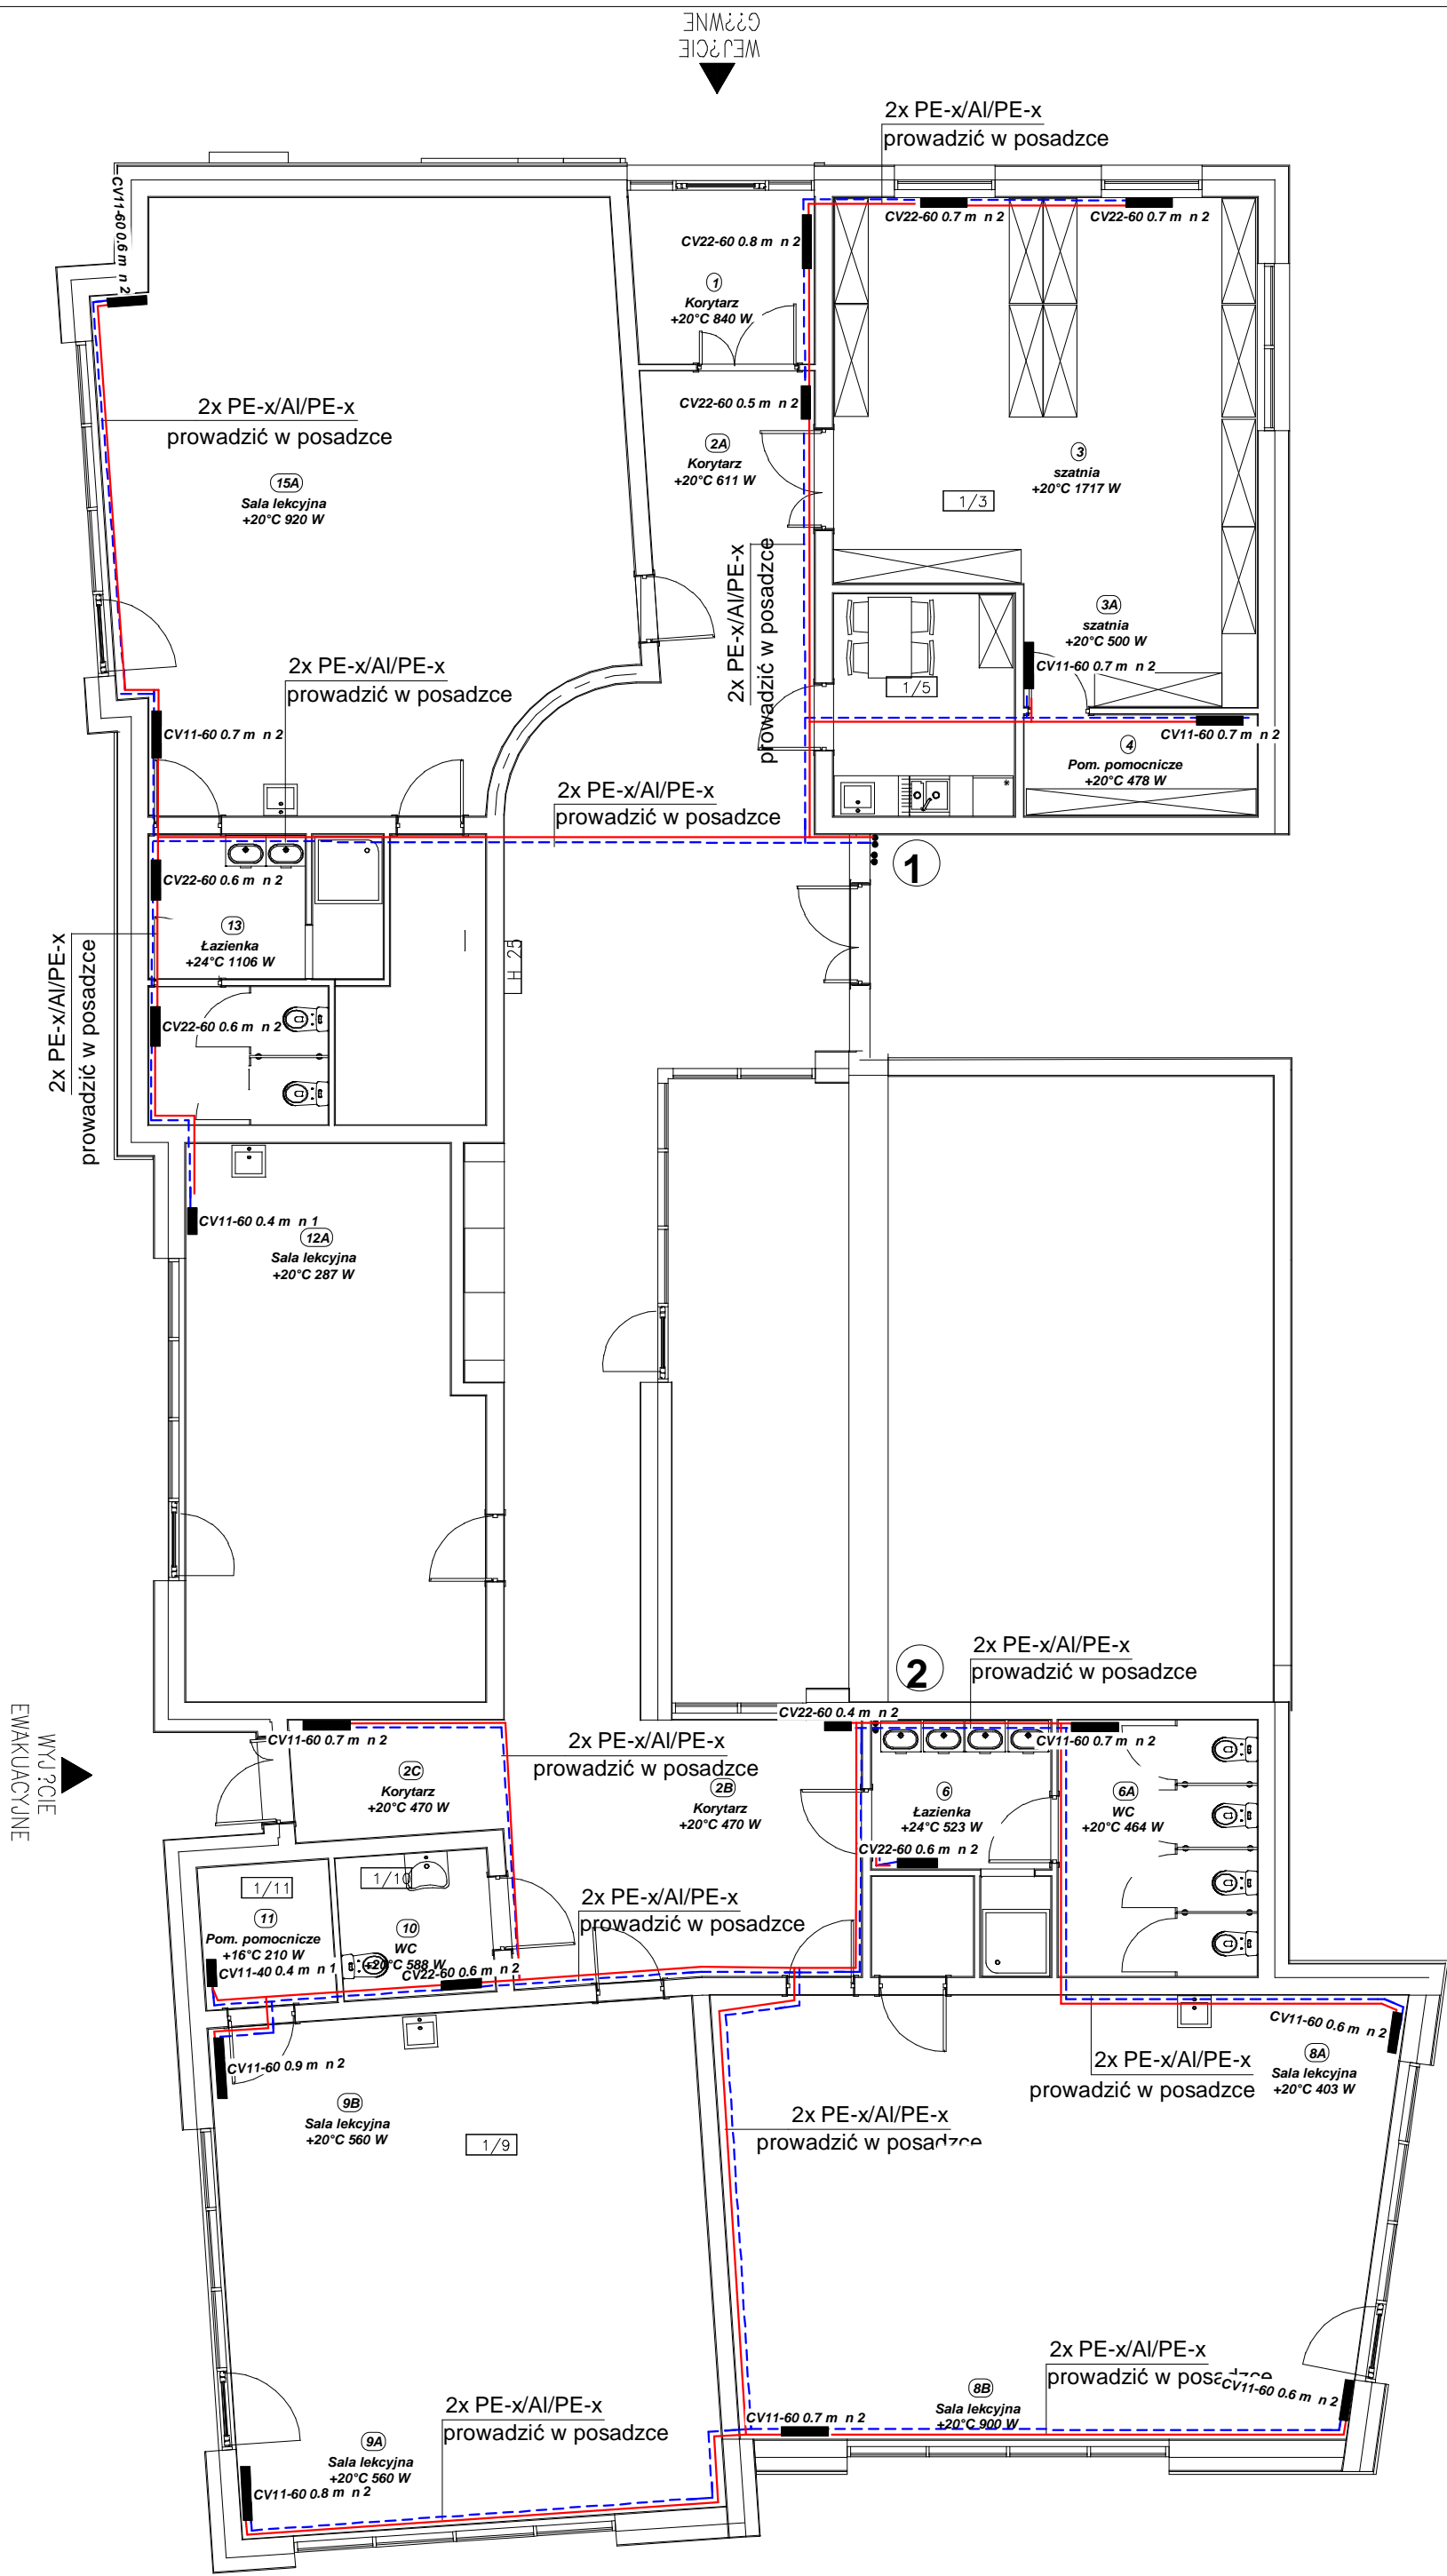 WEJ?CIE
G??WNE
2x PE-x/Al/PE-x
prowadzić w posadzce
CV11-60 0.6 m n 2
CV22-60 0.7 m n 2
CV22-60 0.7 m n 2
CV22-60 0.8 m n 2
1
Korytarz
+20°C 840 W
CV22-60 0.5 m n 2
2x PE-x/Al/PE-x
prowadzić w posadzce
2A
Korytarz
+20°C 611 W
3
szatnia
+20°C 1717 W
1/3
15A
Sala lekcyjna
+20°C 920 W
2x PE-x/Al/PE-x
prowadzić w posadzce
3A
szatnia
+20°C 500 W
CV11-60 0.7 m n 2
1/5
2x PE-x/Al/PE-x
prowadzić w posadzce
CV11-60 0.7 m n 2
CV11-60 0.7 m n 2
4
Pom. pomocnicze
+20°C 478 W
*
2x PE-x/Al/PE-x
prowadzić w posadzce
1
CV22-60 0.6 m n 2
13
Łazienka
+24°C 1106 W
H 25
2x PE-x/Al/PE-x
prowadzić w posadzce
CV22-60 0.6 m n 2
CV11-60 0.4 m n 1
12A
Sala lekcyjna
+20°C 287 W
2
2x PE-x/Al/PE-x
prowadzić w posadzce
WYJ?CIE
EWAKUACYJNE
CV22-60 0.4 m n 2
CV11-60 0.7 m n 2
CV11-60 0.7 m n 2
2x PE-x/Al/PE-x
prowadzić w posadzce
2C
Korytarz
+20°C 470 W
2B
Korytarz
+20°C 470 W
6
Łazienka
+24°C 523 W
CV22-60 0.6 m n 2
6A
WC
+20°C 464 W
1/11
1/10
2x PE-x/Al/PE-x
prowadzić w posadzce
11
Pom. pomocnicze
+16°C 210 W
CV11-40 0.4 m n 1
10
WC
+20°C 588 W
CV22-60 0.6 m n 2
CV11-60 0.6 m n 2
CV11-60 0.9 m n 2
2x PE-x/Al/PE-x
prowadzić w posadzce
8A
Sala lekcyjna
+20°C 403 W
9B
Sala lekcyjna
+20°C 560 W
1/9
2x PE-x/Al/PE-x
prowadzić w posadzce
2x PE-x/Al/PE-x
prowadzić w posadzce
CV11-60 0.6 m n 2
8B
Sala lekcyjna
+20°C 900 W
CV11-60 0.7 m n 2
2x PE-x/Al/PE-x
prowadzić w posadzce
9A
Sala lekcyjna
+20°C 560 W
CV11-60 0.8 m n 2